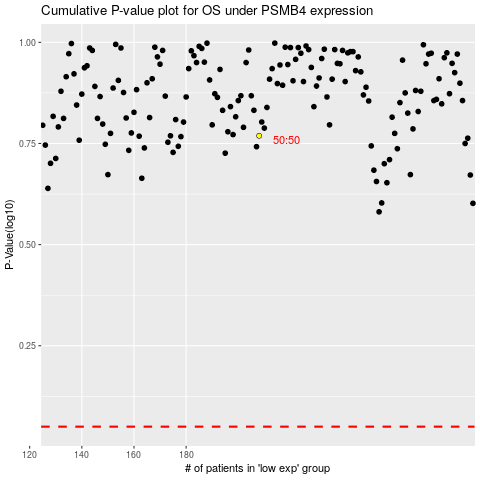 Cumulative P-value plot for OS under PSMB4 expression
P-Value(log10)
1.00
0.75
0.50
0.25
50:50
120 140 160 180
# of patients in 'low exp' group